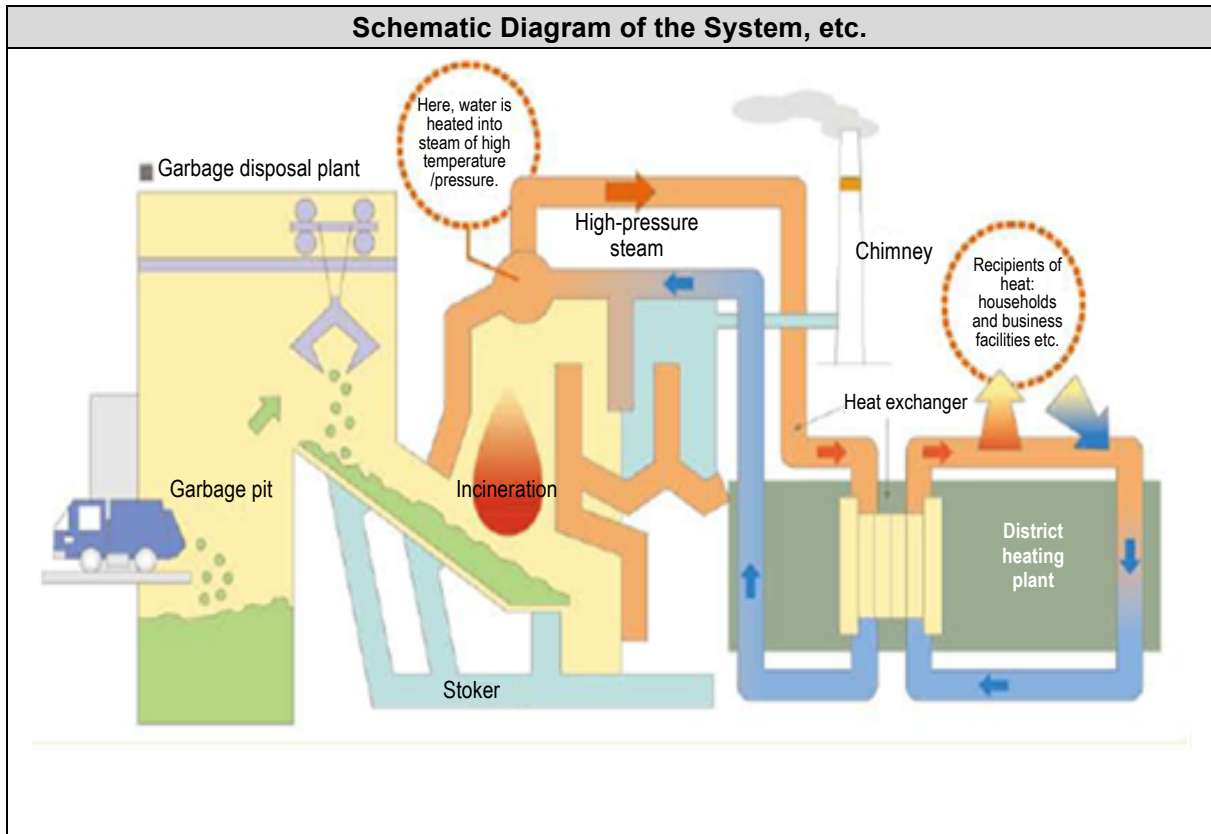 Schematic Diagram of the System, etc.
Here, water is
heated into
steam of high
temperature
/pressure.
Garbage disposal plant
High-pressure
steam
Chimney
Recipients of
heat:
households
and business
facilities etc.
Heat exchanger
Garbage pit
Incineration
District
heating
plant
Stoker